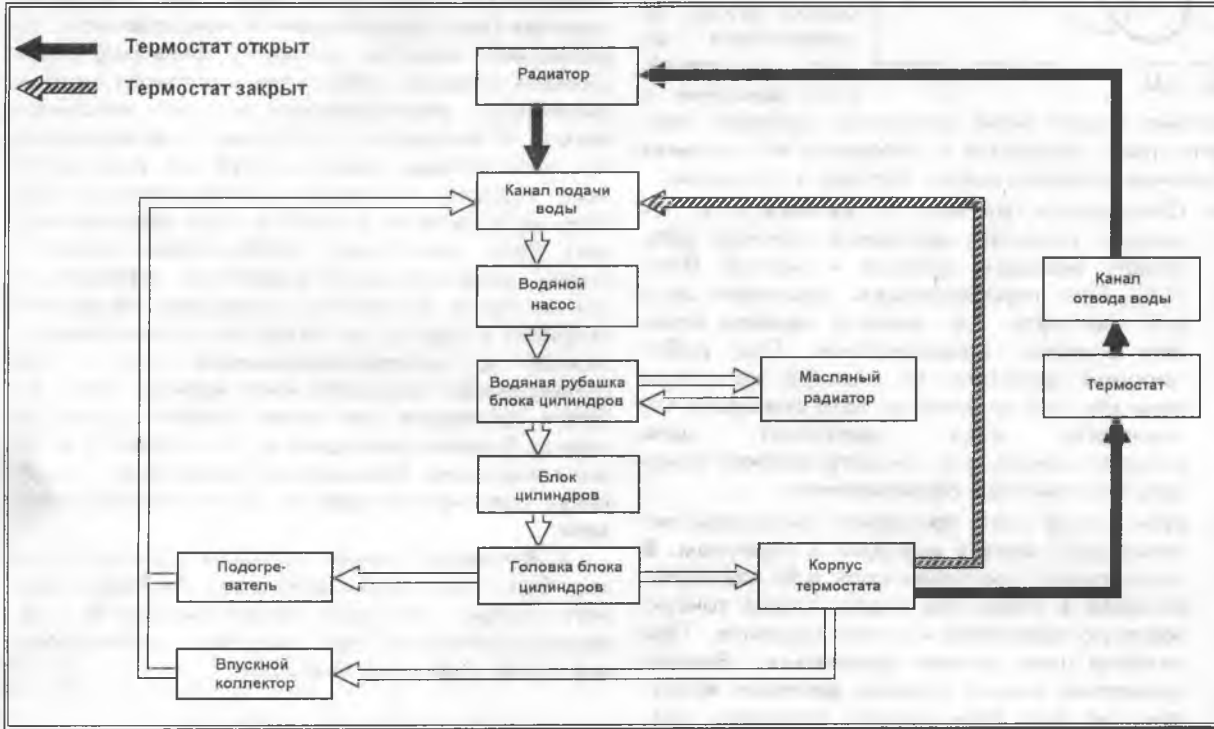 Термостат открыт
Термостат закрыт
Радиатор
Канал подачи
воды
Водяной
насос
Канал
отвода воды
Водяная рубашка
блока цилиндров
Масляный
радиатор
Термостат
Блок
цилиндров
Подогре-
ватель
Головка блока
цилиндров
Корпус
термостата
Впускной
коллектор